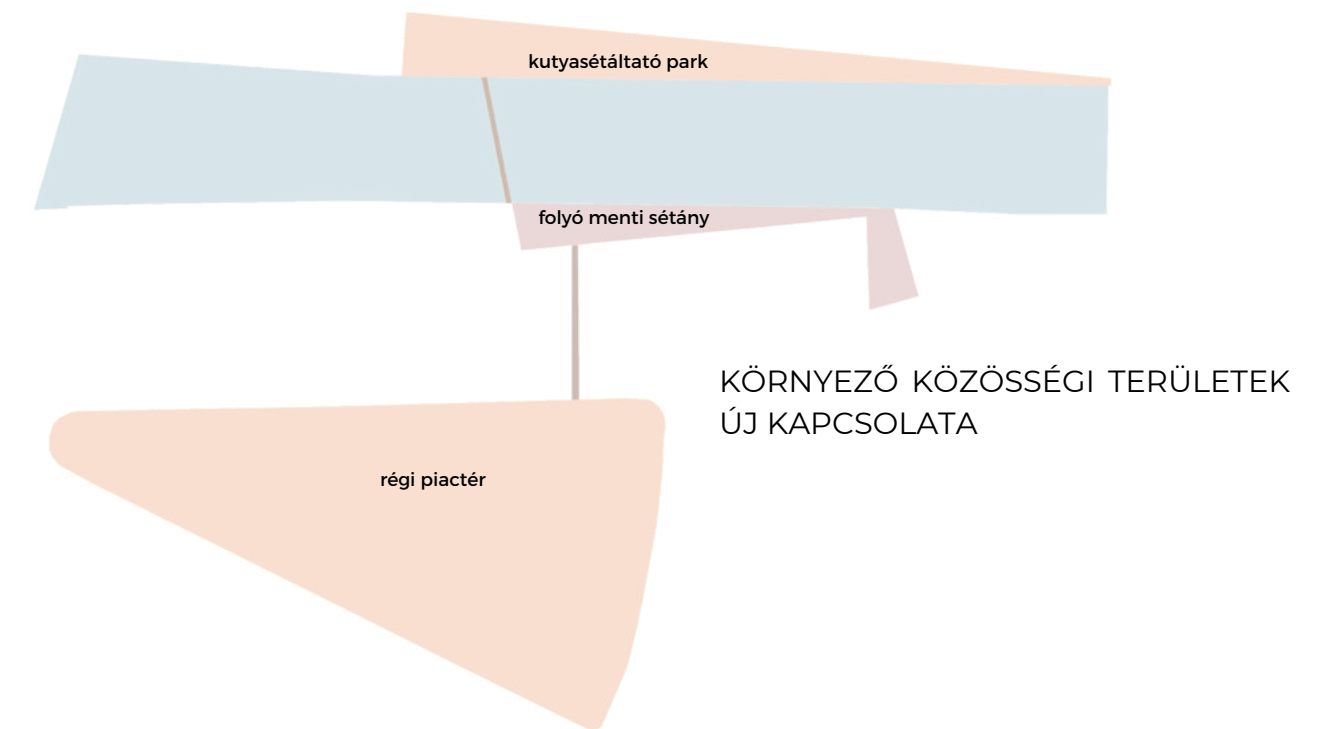 kutyasétáltató park
folyó menti sétány
KÖRNYEZŐ KÖZÖSSÉGI TERÜLETEK
ÚJ KAPCSOLATA
régi piactér